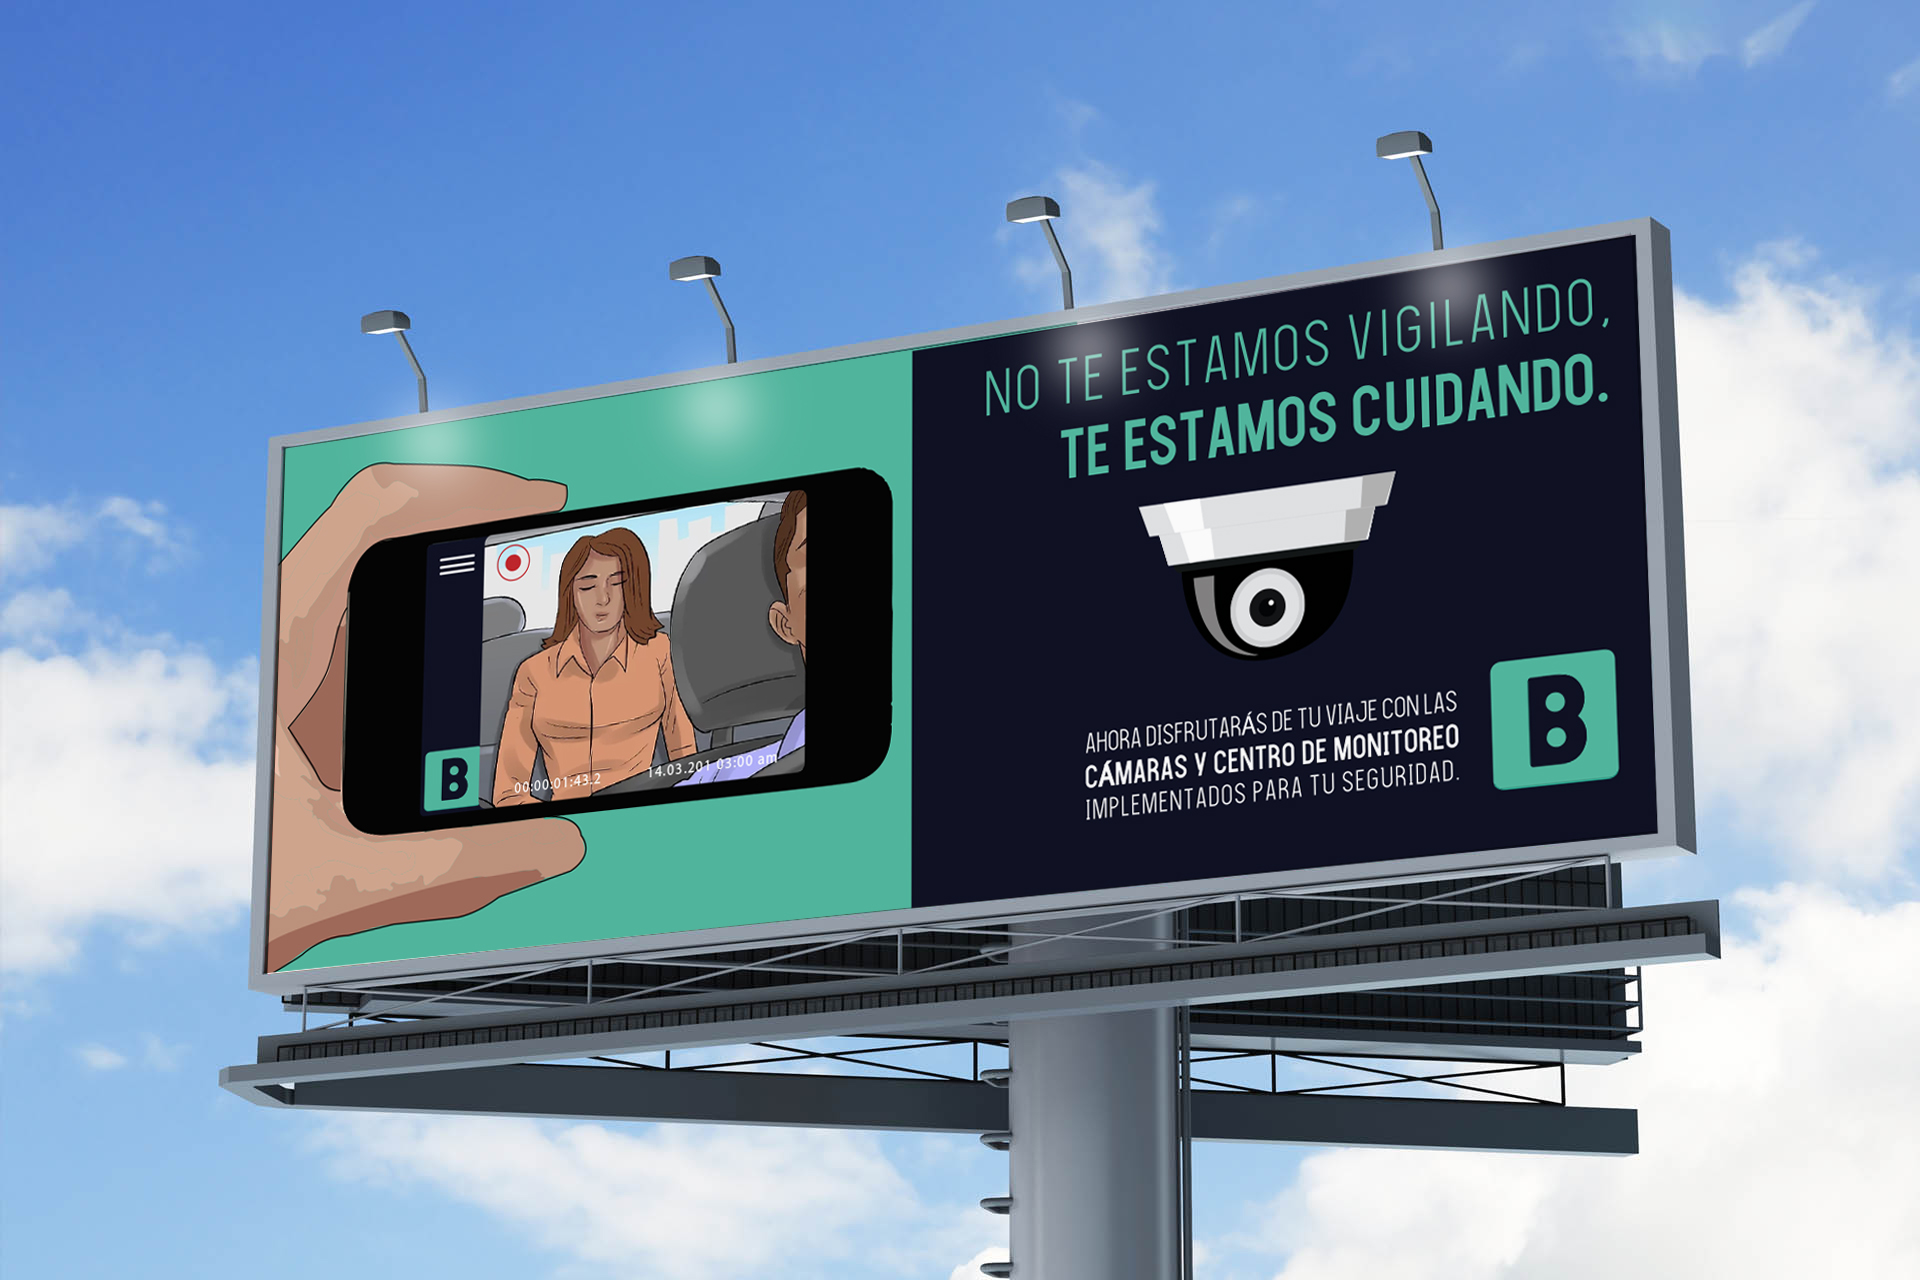 NO TE ESTAMOS VIGILANDO,
TE ESTAMOS CUIDANDO.
AHORA DISFRUTARÁS DE TU VIAJE CON LAS
CÁMARAS Y CENTRO DE MONITOREO
IMPLEMENTADOS PARA TU SEGURIDAD.
B
B
00:00:01:43.2
14.03.201 03:00 am